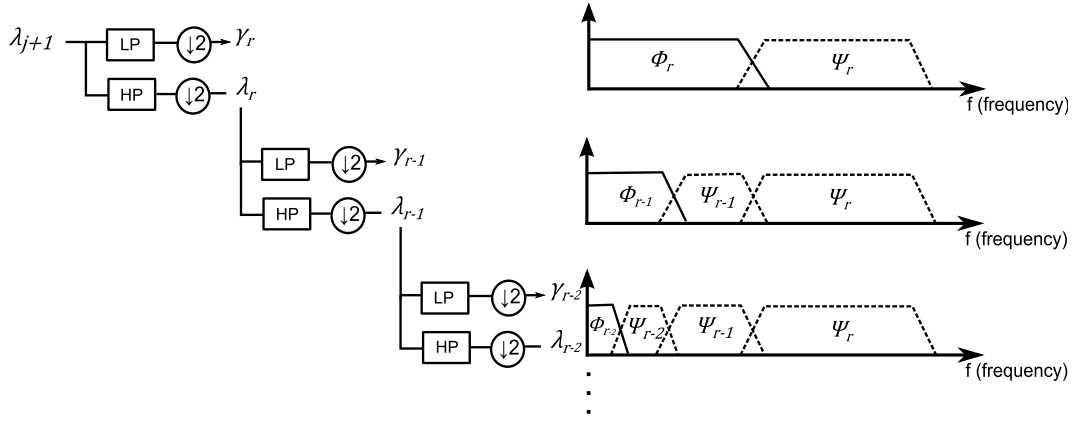 λj+1 LP ↓2 γr
HP ↓2 λr
LP ↓2 γr-1
HP ↓2 λr-1
LP ↓2 γr-2
HP ↓2 λr-2
Φr Ψr
f (frequency)
Φr-1 Ψr-1 Ψr
f (frequency)
Φr-2 Ψr-2 Ψr-1 Ψr
f (frequency)